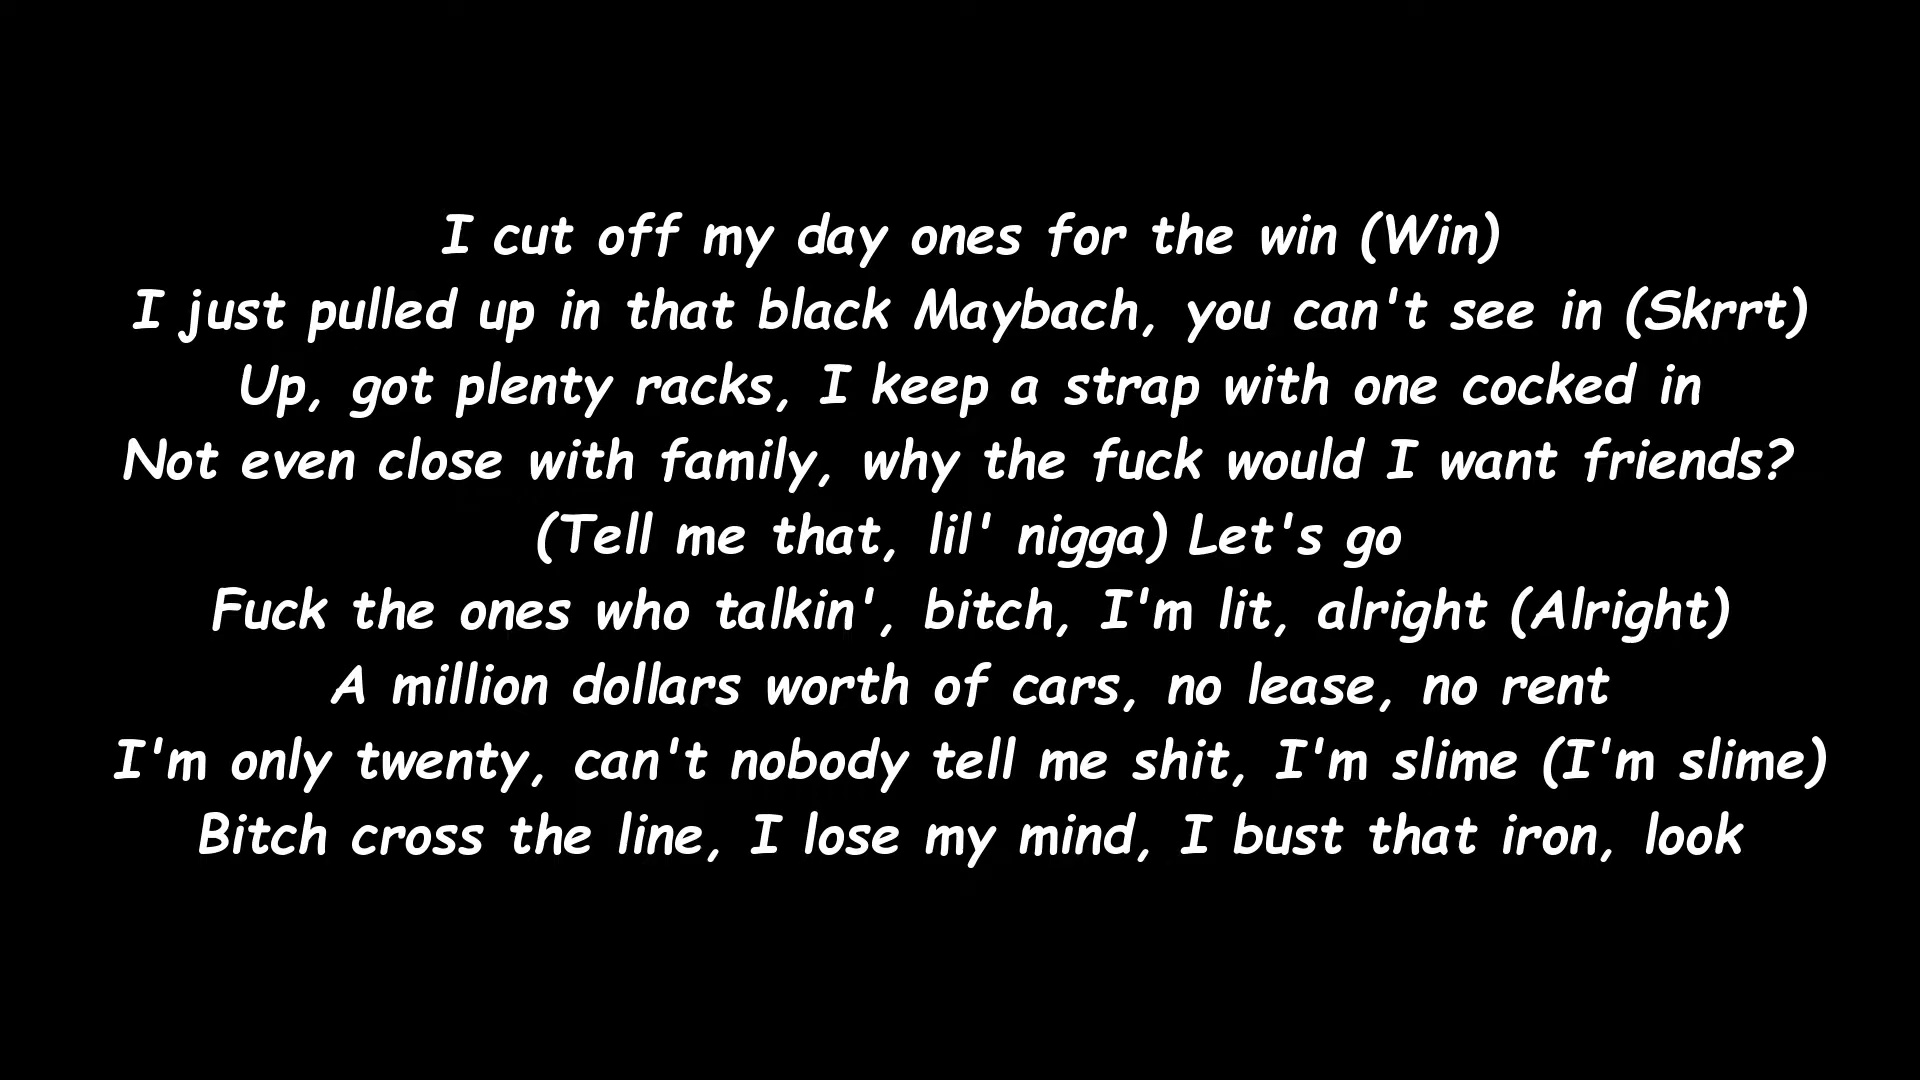 I cut off my day ones for the win (Win)
I just pulled up in that black Maybach, you can't see in (Skrrt)
Up, got plenty racks, I keep a strap with one cocked in
Not even close with family, why the fuck would I want friends?
(Tell me that, lil' nigga) Let's go
Fuck the ones who talkin', bitch, I'm lit, alright (Alright)
A million dollars worth of cars, no lease, no rent
I'm only twenty, can't nobody tell me shit, I'm slime (I'm slime)
Bitch cross the line, I lose my mind, I bust that iron, look